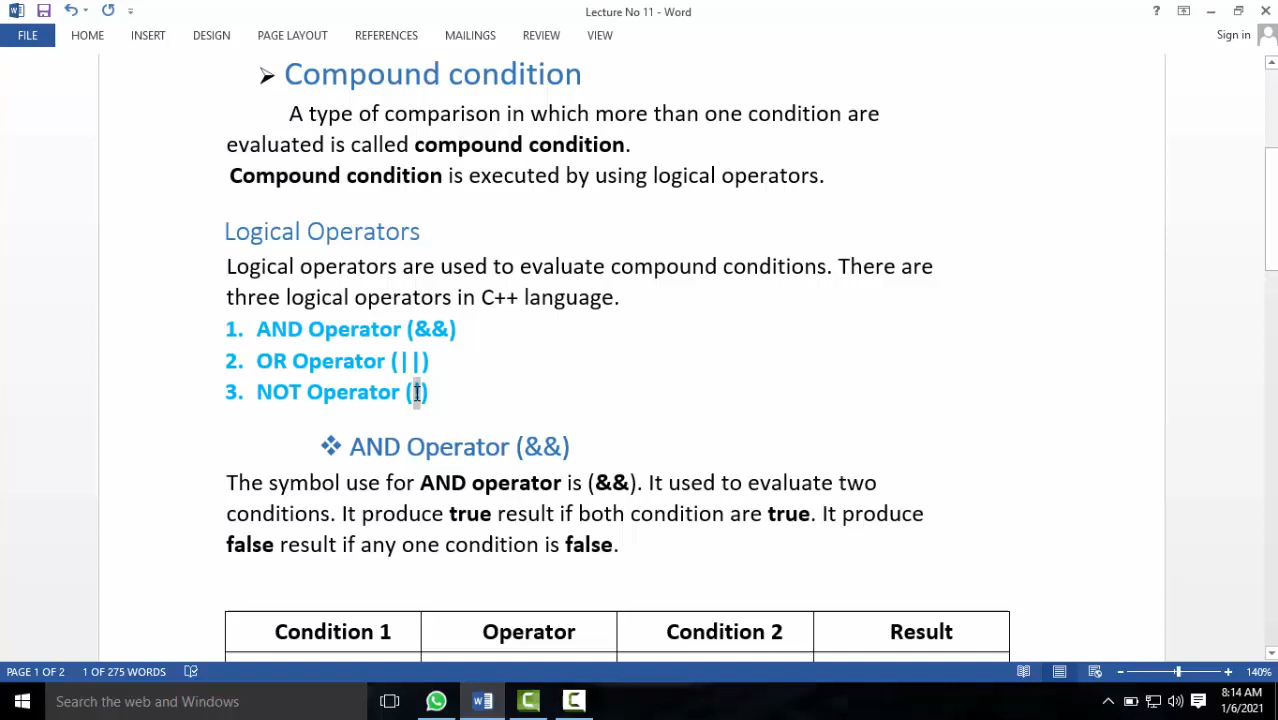 Lecture No 11 - Word
?
FILE HOME INSERT DESIGN PAGE LAYOUT REFERENCES MAILINGS REVIEW VIEW Sign in
➢ Compound condition
A type of comparison in which more than one condition are
evaluated is called compound condition.
Compound condition is executed by using logical operators.
Logical Operators
Logical operators are used to evaluate compound conditions. There are
three logical operators in C++ language.
1. AND Operator (&&)
2. OR Operator (||)
3. NOT Operator ( )
❖ AND Operator (&&)
The symbol use for AND operator is (&&). It used to evaluate two
conditions. It produce true result if both condition are true. It produce
false result if any one condition is false.
Condition 1 Operator Condition 2 Result
PAGE 1 OF 2 1 OF 275 WORDS 140%
Search the web and Windows
8:14 AM
1/6/2021